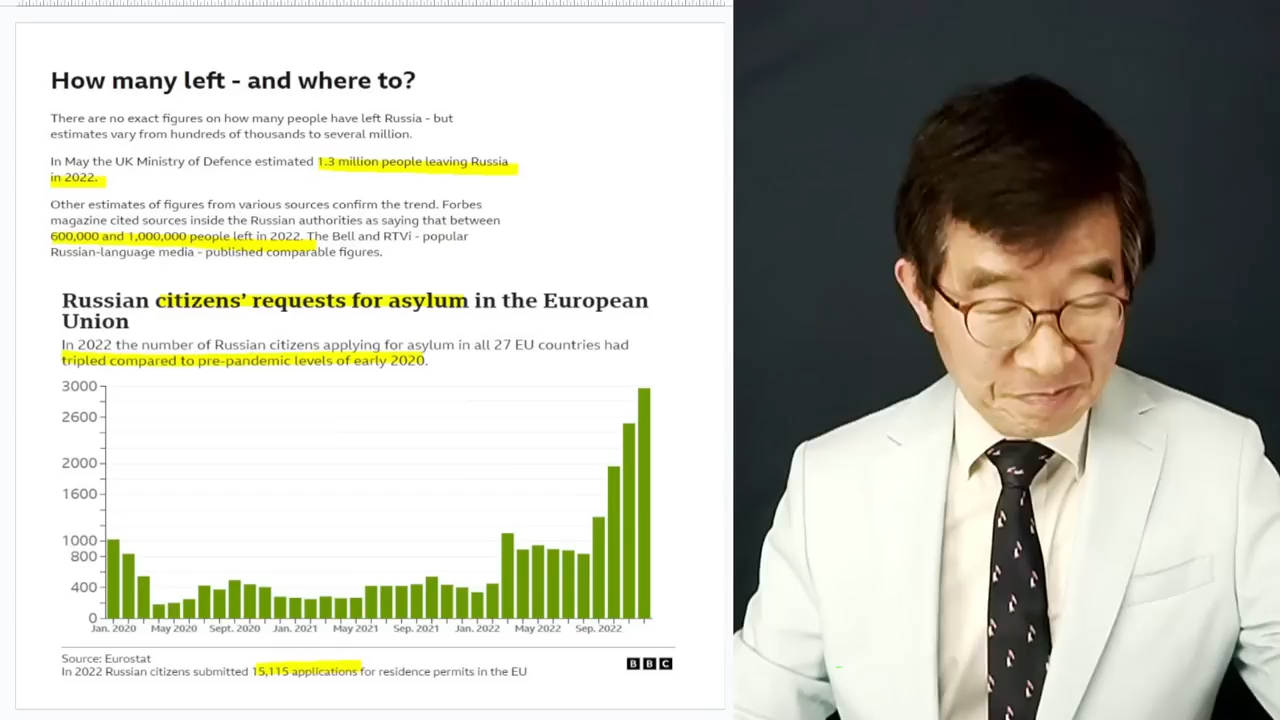 How many left - and where to?
There are no exact figures on how many people have left Russia - but
estimates vary from hundreds of thousands to several million.
In May the UK Ministry of Defence estimated 1.3 million people leaving Russia
in 2022.
Other estimates of figures from various sources confirm the trend. Forbes
magazine cited sources inside the Russian authorities as saying that between
600,000 and 1,000,000 people left in 2022. The Bell and RTVi - popular
Russian-language media - published comparable figures.
Russian citizens’ requests for asylum in the European
Union
In 2022 the number of Russian citizens applying for asylum in all 27 EU countries had
tripled compared to pre-pandemic levels of early 2020.
3000
2600
2000
1600
1000
800
400
0
Jan. 2020 May 2020 Sept. 2020 Jan. 2021 May 2021 Sep. 2021 Jan. 2022 May 2022 Sep. 2022
Source: Eurostat
In 2022 Russian citizens submitted 15,115 applications for residence permits in the EU
BBC